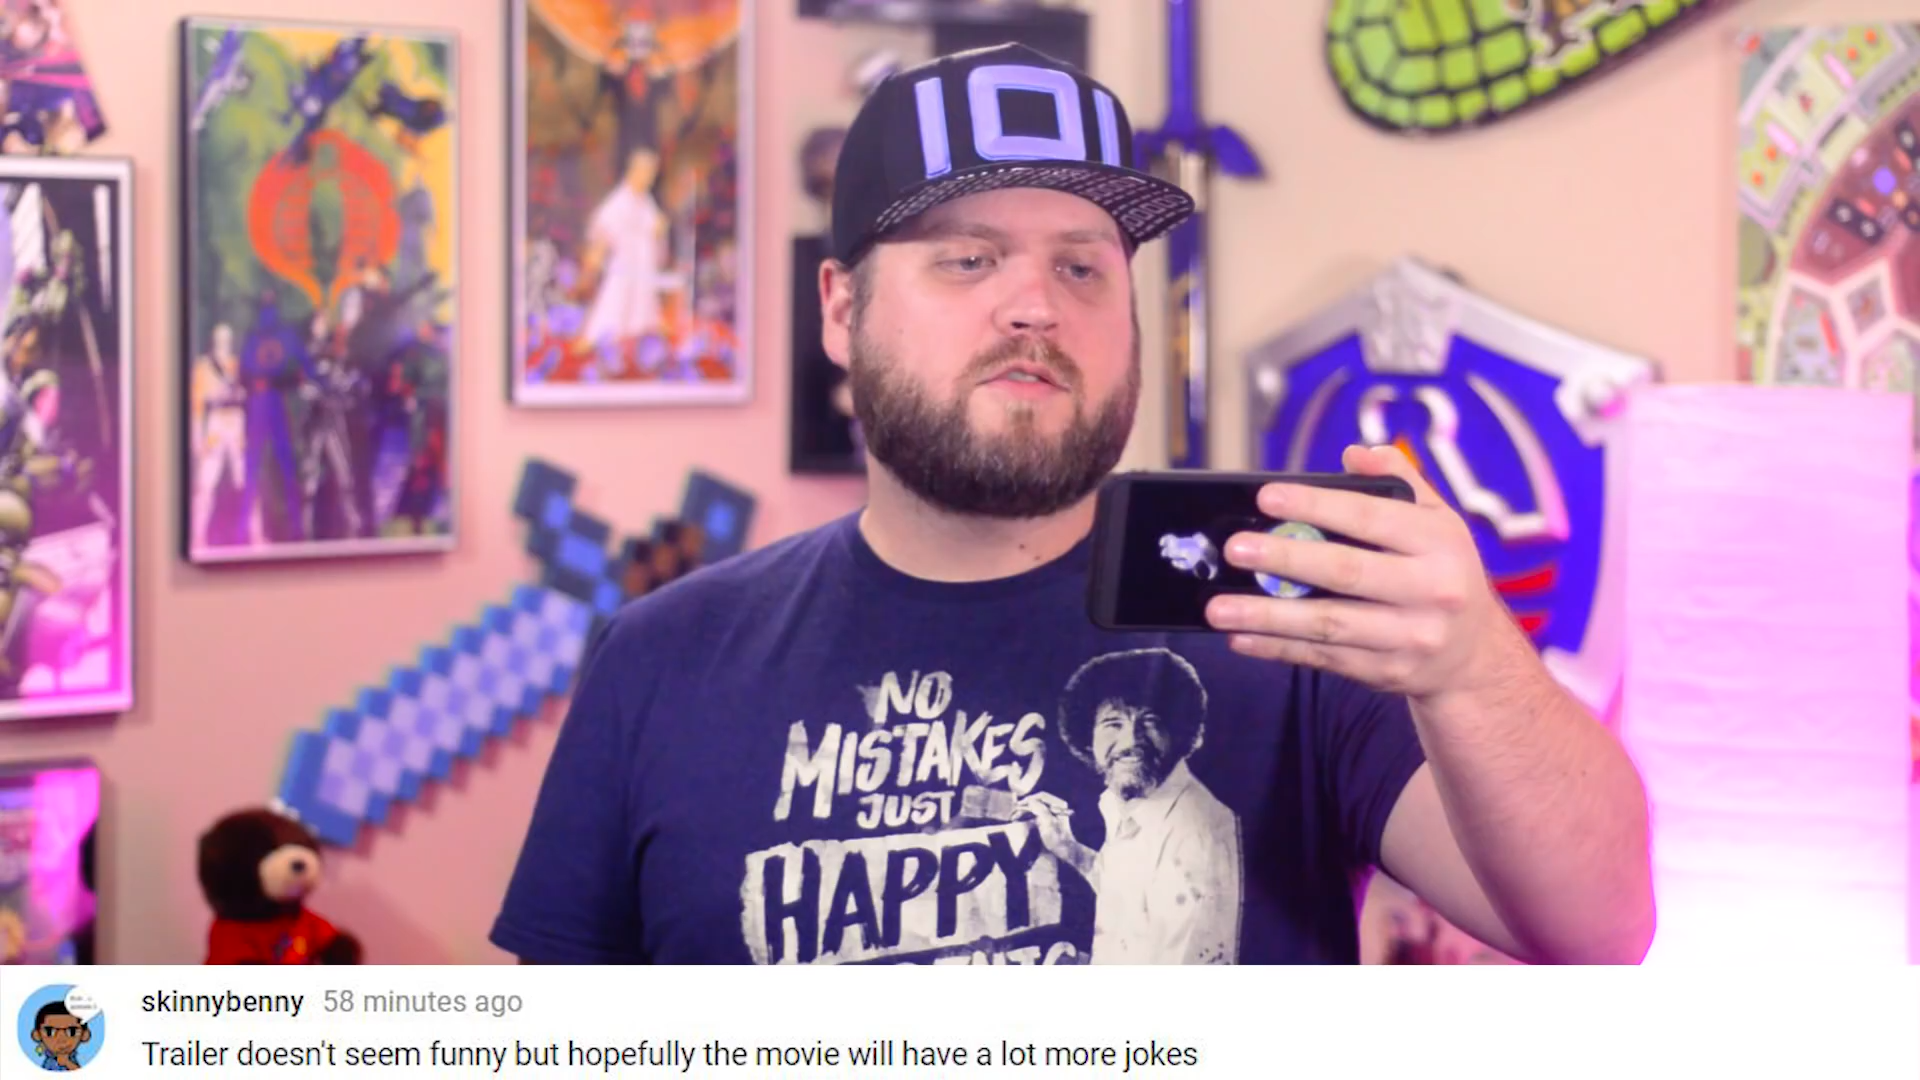 IOI
NO
MISTAKES
JUST
HAPPY
skinnybenny 58 minutes ago
Trailer doesn't seem funny but hopefully the movie will have a lot more jokes